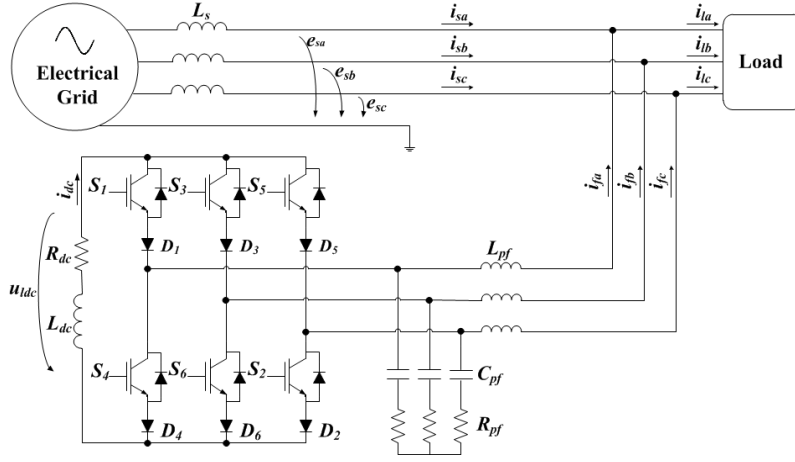 L_s
i_sa
i_la
e_sa
i_sb
i_lb
Electrical
Grid
e_sb
i_sc
i_lc
Load
e_sc
i_dc
S_1
S_3
S_5
i_fa
i_fb
i_fc
R_dc
D_1
D_3
D_5
L_pf
u_ldc
L_dc
S_4
S_6
S_2
C_pf
R_pf
D_4
D_6
D_2